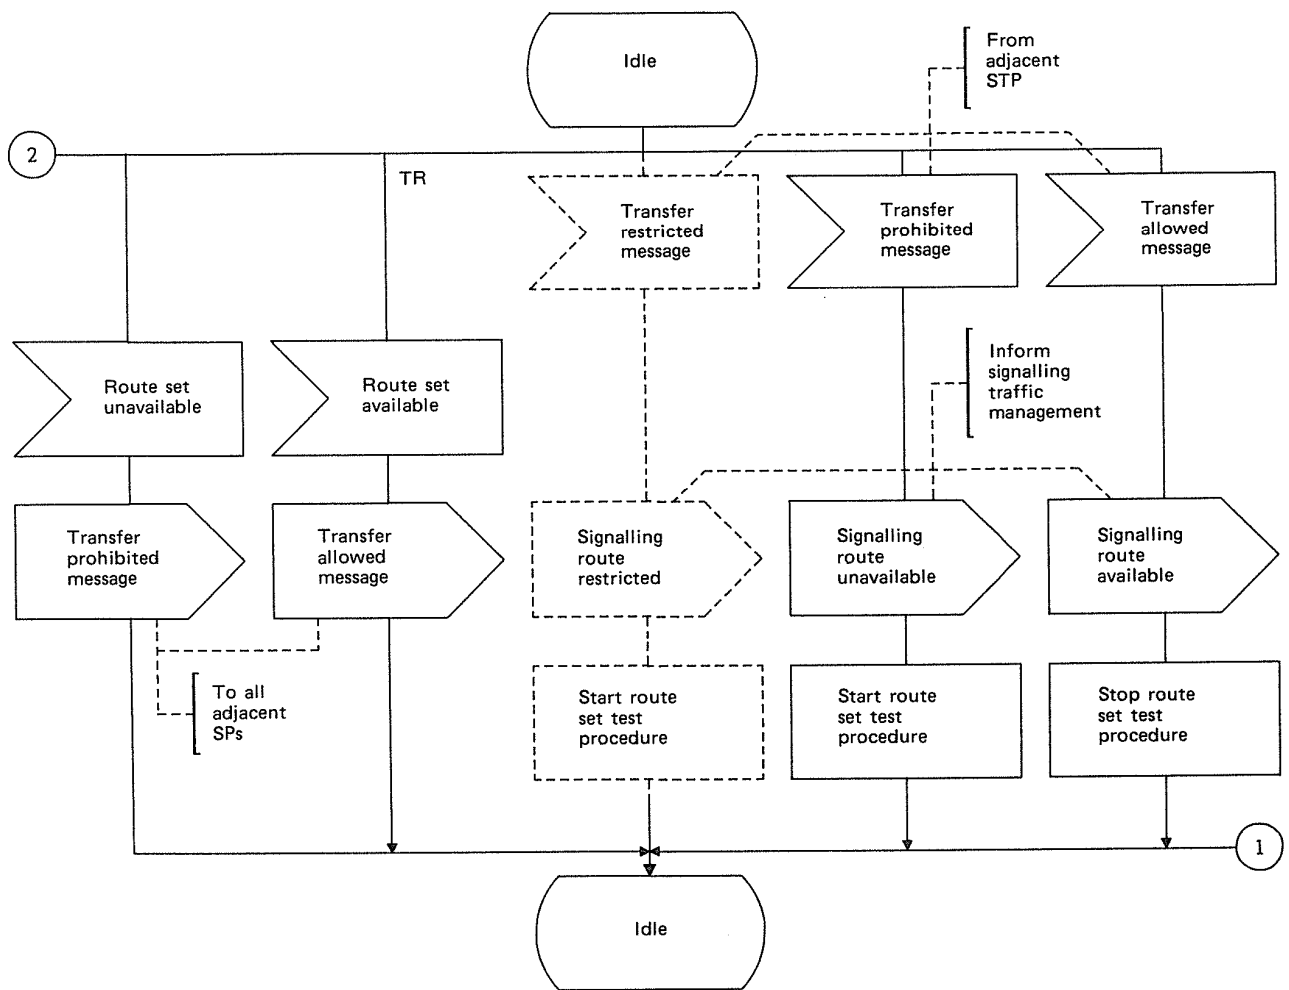 Idle
From
adjacent
STP
2
TR
Transfer
restricted
message
Transfer
prohibited
message
Transfer
allowed
message
Route set
unavailable
Route set
available
Inform
signalling
traffic
management
Transfer
prohibited
message
Transfer
allowed
message
Signalling
route
restricted
Signalling
route
unavailable
Signalling
route
available
To all
adjacent
SPs
Start route
set test
procedure
Start route
set test
procedure
Stop route
set test
procedure
1
Idle